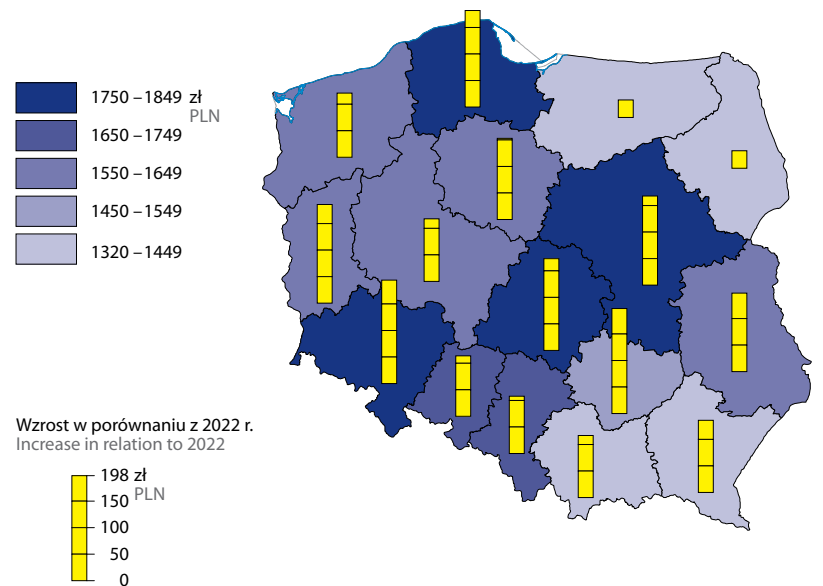 1750 – 1849 zł
PLN
1650 – 1749
1550 – 1649
1450 – 1549
1320 – 1449
Wzrost w porównaniu z 2022 r.
Increase in relation to 2022
198 zł
PLN
150
100
50
0